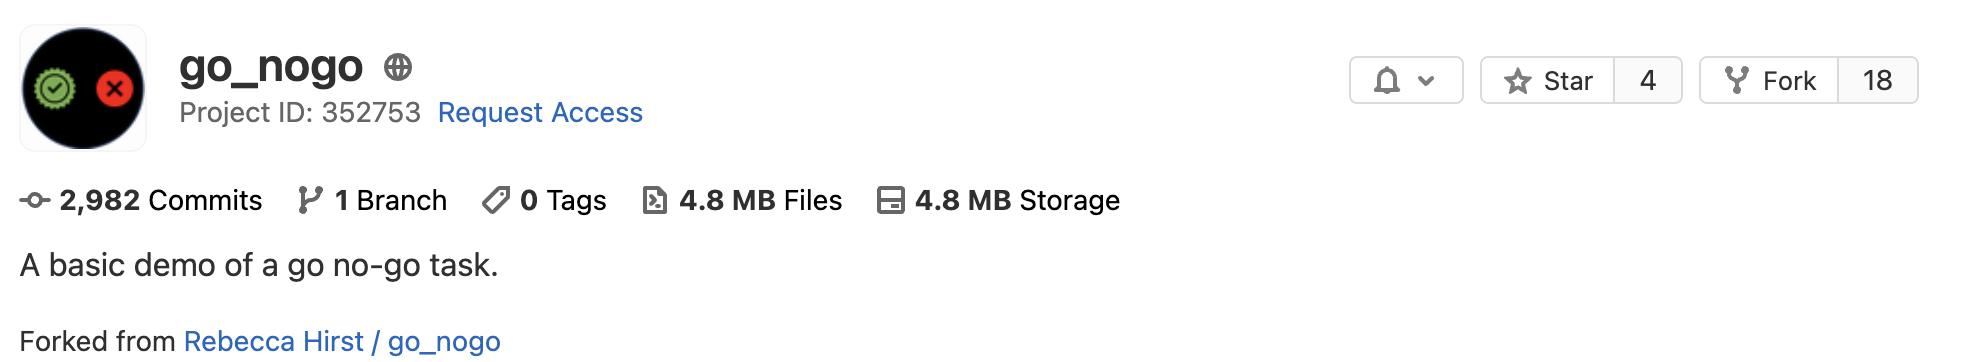 go_nogo
Project ID: 352753 Request Access
Star 4 Fork 18
2,982 Commits 1 Branch 0 Tags 4.8 MB Files 4.8 MB Storage
A basic demo of a go no-go task.
Forked from Rebecca Hirst / go_nogo